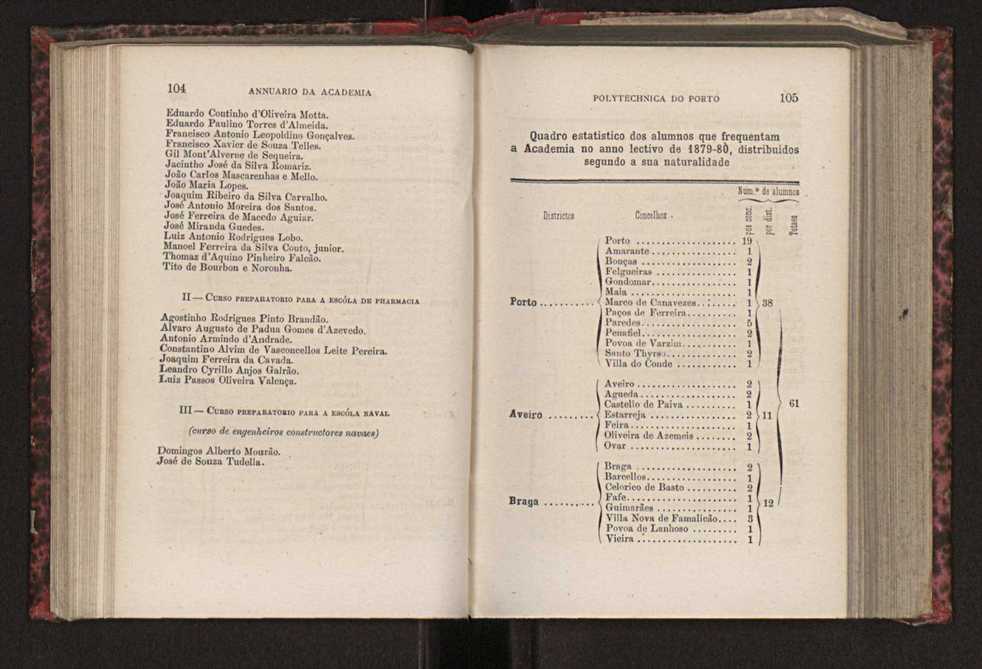 104 ANNUARIO DA ACADEMIA
Eduardo Coutinho d'Oliveira Motta.
Eduardo Paulino Torres d'Almeida.
Francisco Antonio Leopoldino Gonçalves.
Francisco Xavier de Souza Telles.
Gil Mont'Alverne de Sequeira.
Jacintho José da Silva Romariz.
João Carlos Mascarenhas e Mello.
João Maria Lopes.
Joaquim Ribeiro da Silva Carvalho.
José Antonio Moreira dos Santos.
José Ferreira de Macedo Aguiar.
José Miranda Guedes.
Luiz Antonio Rodrigues Lobo.
Manoel Ferreira da Silva Couto, junior.
Thomaz d'Aquino Pinheiro Falcão.
Tito de Bourbon e Noronha.
II — CURSO PREPARATORIO PARA A ESCÓLA DE PHARMACIA
Agostinho Rodrigues Pinto Brandão.
Alvaro Augusto de Padua Gomes d'Azevedo.
Antonio Armindo d'Andrade.
Constantino Alvim de Vasconcellos Leite Pereira.
Joaquim Ferreira da Cavada.
Leandro Cyrillo Anjos Galrão.
Luiz Passos Oliveira Valença.
III — CURSO PREPARATORIO PARA A ESCÓLA NAVAL
(curso de engenheiros constructores navaes)
Domingos Alberto Mourão.
José de Souza Tudella.
POLYTECHNICA DO PORTO 105
Quadro estatistico dos alumnos que frequentam
a Academia no anno lectivo de 1879-80, distribuidos
segundo a sua naturalidade
Num.º de alumnos
Districtos Concelhos por conc. por dist. Totaes
Porto 19
Amarante 1
Bouças 2
Felgueiras 1
Gondomar 1
Maia 1
Porto Marco de Canavezes 1 38
Paços de Ferreira 1
Paredes 5
Penafiel 2
Povoa de Varzim 1
Santo Thyrso 2
Villa do Conde 1
Aveiro 2
Agueda 2
Castello de Paiva 1 61
Aveiro Estarreja 2 11
Feira 1
Oliveira de Azemeis 2
Ovar 1
Braga 2
Barcellos 1
Celorico de Basto 2
Braga Fafe 1 12
Guimarães 1
Villa Nova de Famalicão 3
Povoa de Lanhoso 1
Vieira 1